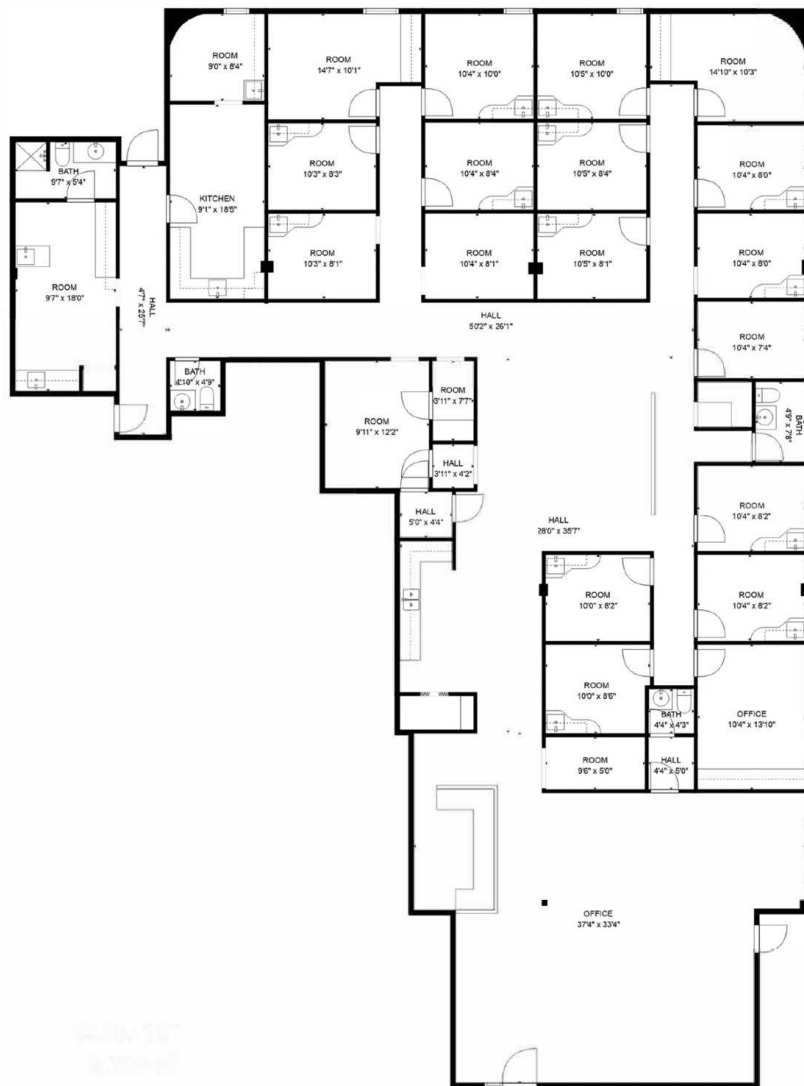 ROOM
9'0" x 8'4"
ROOM
14'7" x 10'1"
ROOM
10'4" x 10'0"
ROOM
10'5" x 10'0"
ROOM
14'10" x 10'3"
BATH
9'7" x 5'4"
KITCHEN
9'1" x 18'5"
ROOM
10'3" x 8'3"
ROOM
10'4" x 8'4"
ROOM
10'5" x 8'4"
ROOM
10'4" x 8'0"
ROOM
9'7" x 18'0"
HALL
4'7" x 25'7"
ROOM
10'3" x 8'1"
ROOM
10'4" x 8'1"
ROOM
10'5" x 8'1"
ROOM
10'4" x 8'0"
HALL
50'2" x 26'1"
ROOM
10'4" x 7'4"
BATH
4'10" x 4'9"
ROOM
9'11" x 12'2"
ROOM
3'11" x 7'7"
BATH
4'9" x 7'8"
HALL
3'11" x 4'2"
HALL
5'0" x 4'4"
HALL
28'0" x 35'7"
ROOM
10'4" x 8'2"
ROOM
10'0" x 8'2"
ROOM
10'4" x 8'2"
ROOM
10'0" x 8'6"
BATH
4'4" x 4'3"
OFFICE
10'4" x 13'10"
ROOM
9'6" x 5'0"
HALL
4'4" x 5'0"
OFFICE
37'4" x 33'4"